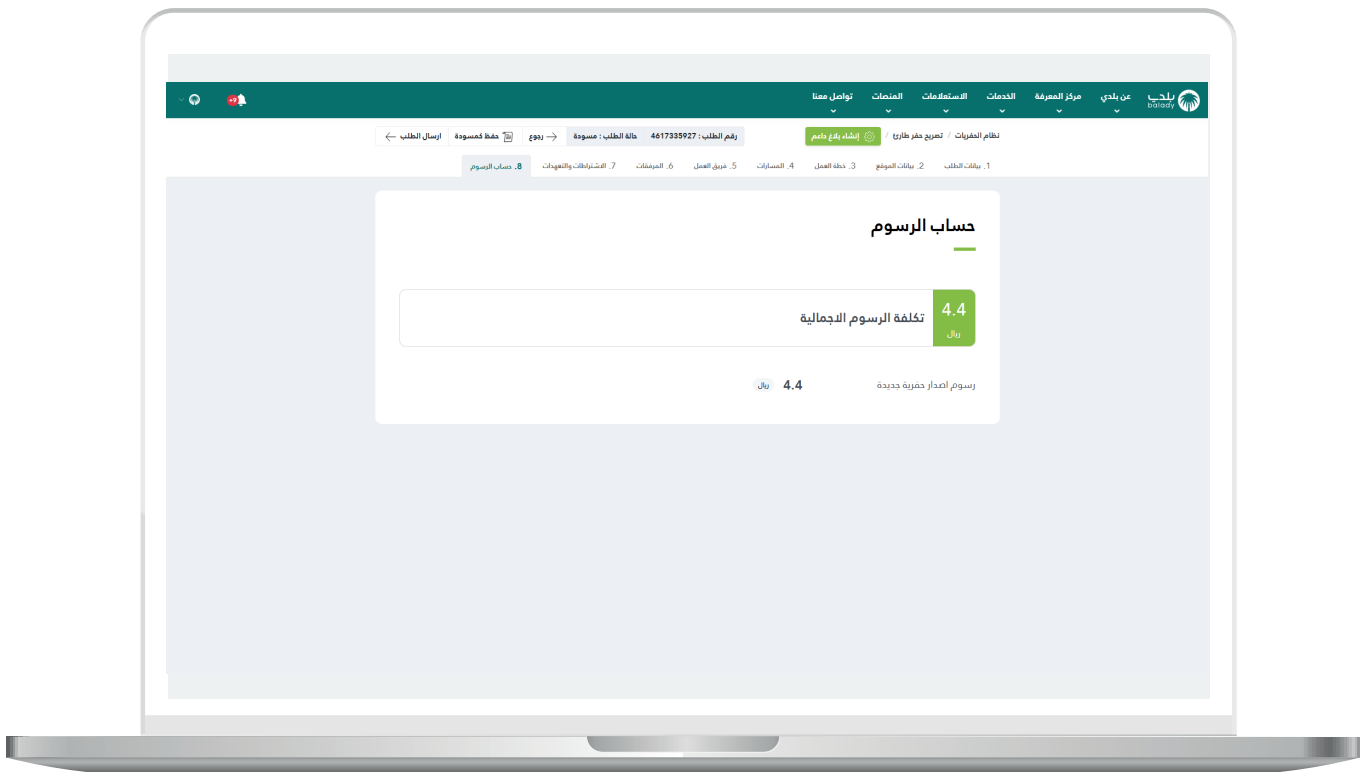 بلدي balady عن بلدي مركز المعرفة الخدمات الاستعلامات المنصات تواصل معنا +9
نظام الحفريات / تصريح حفر طارئ / إنشاء بلاغ داعم رقم الطلب : 4617335927 حالة الطلب : مسودة رجوع حفظ كمسودة ارسال الطلب
1. بيانات الطلب 2. بيانات الموقع 3. خطة العمل 4. المسارات 5. فريق العمل 6. المرفقات 7. الاشتراطات والتعهدات 8. حساب الرسوم
حساب الرسوم
4.4 ريال تكلفة الرسوم الاجمالية
رسوم اصدار حفرية جديدة 4.4 ريال